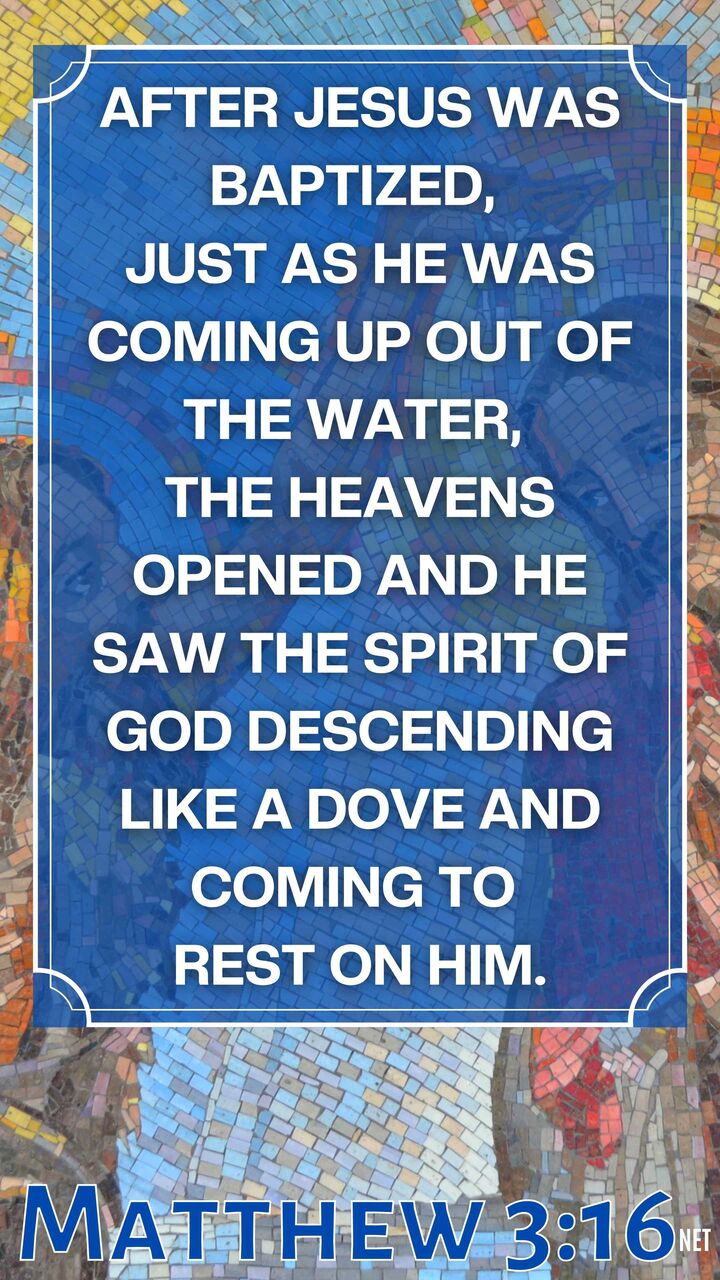 AFTER JESUS WAS
BAPTIZED,
JUST AS HE WAS
COMING UP OUT OF
THE WATER,
THE HEAVENS
OPENED AND HE
SAW THE SPIRIT OF
GOD DESCENDING
LIKE A DOVE AND
COMING TO
REST ON HIM.
MATTHEW 3:16 NET